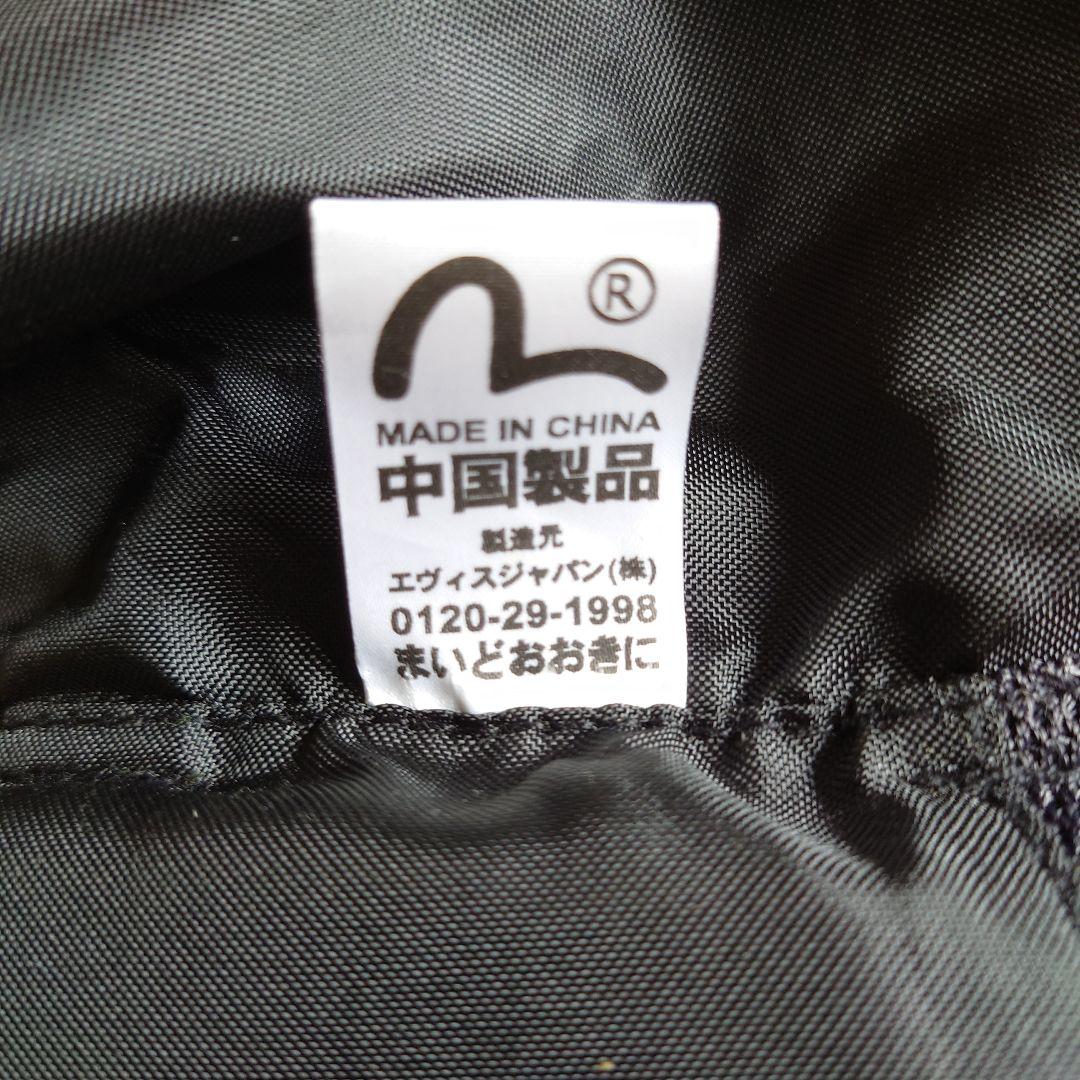 ®
MADE IN CHINA
中国製品
製造元
エヴィスジャパン(株)
0120-29-1998
まいどおおきに